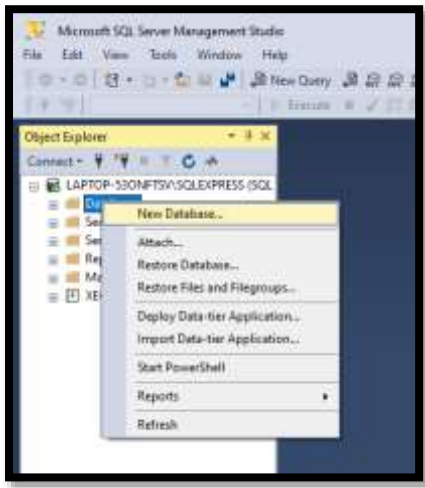 Microsoft SQL Server Management Studio
File Edit View Tools Window Help
New Query
Execute
Object Explorer
Connect
LAPTOP-53ONFTSV\SQLEXPRESS (SQL
New Database...
Attach...
Restore Database...
Restore Files and Filegroups...
Deploy Data-tier Application...
Import Data-tier Application...
Start PowerShell
Reports
Refresh